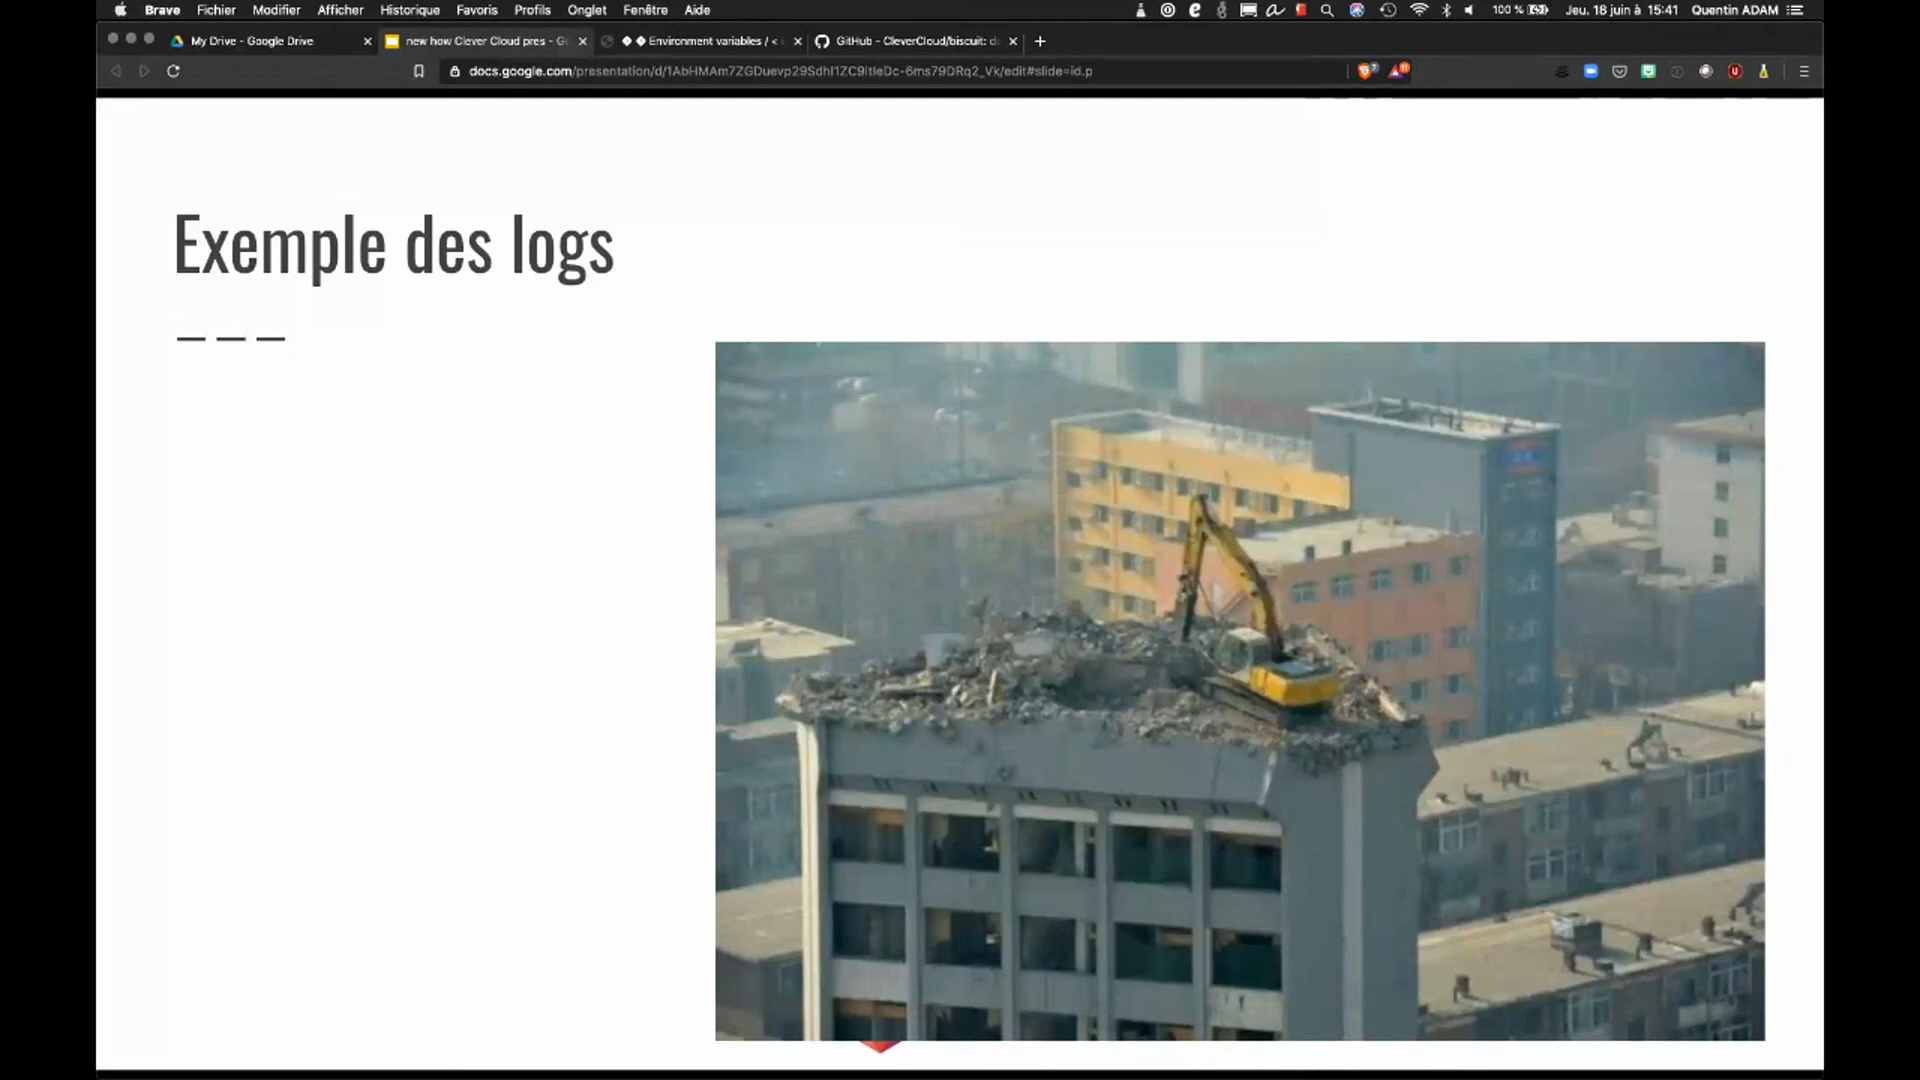 Brave Fichier Modifier Afficher Historique Favoris Profils Onglet Fenêtre Aide 100 % Jeu. 18 juin à 15:41 Quentin ADAM
My Drive - Google Drive new how Clever Cloud pres - G Environment variables / < GitHub - CleverCloud/biscuit: d
docs.google.com/presentation/d/1AbHMAm7ZGDuevp29SdhI1ZC9ItIeDc-6ms79DRq2_Vk/edit#slide=id.p
Exemple des logs